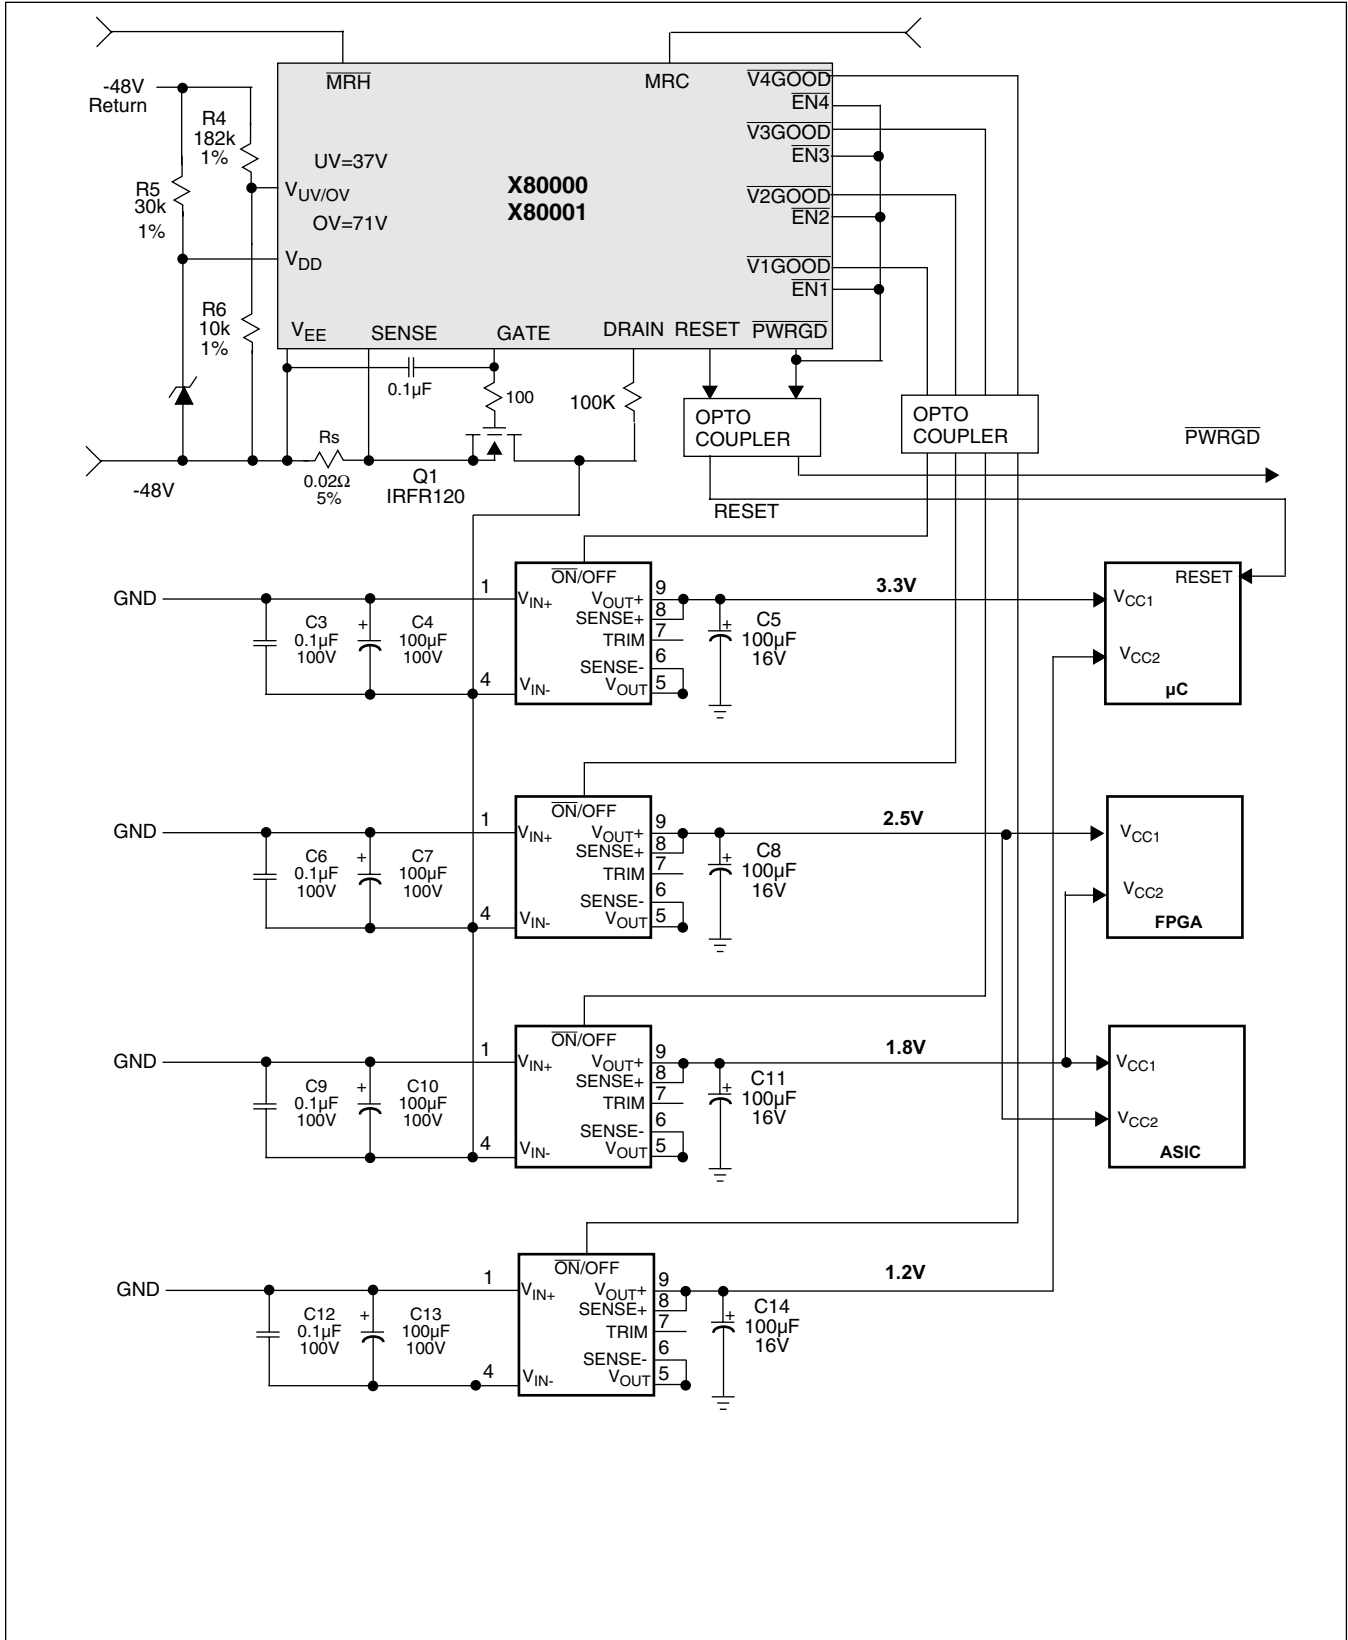 MRH
MRC
V4GOOD
EN4
V3GOOD
EN3
V2GOOD
EN2
V1GOOD
EN1
-48V
Return
R4
182k
1%
UV=37V
VUV/OV
OV=71V
X80000
X80001
R5
30k
1%
VDD
R6
10k
1%
VEE
SENSE
GATE
DRAIN
RESET
PWRGD
0.1µF
100
100K
OPTO
COUPLER
OPTO
COUPLER
PWRGD
Rs
0.02Ω
5%
Q1
IRFR120
-48V
RESET
GND
C3
0.1µF
100V
+
C4
100µF
100V
1
4
ON/OFF
VIN+
VIN-
VOUT+
SENSE+
TRIM
SENSE-
VOUT
9
8
7
6
5
+
C5
100µF
16V
3.3V
RESET
VCC1
VCC2
µC
GND
C6
0.1µF
100V
+
C7
100µF
100V
1
4
ON/OFF
VIN+
VIN-
VOUT+
SENSE+
TRIM
SENSE-
VOUT
9
8
7
6
5
+
C8
100µF
16V
2.5V
VCC1
VCC2
FPGA
GND
C9
0.1µF
100V
+
C10
100µF
100V
1
4
ON/OFF
VIN+
VIN-
VOUT+
SENSE+
TRIM
SENSE-
VOUT
9
8
7
6
5
+
C11
100µF
16V
1.8V
VCC1
VCC2
ASIC
GND
C12
0.1µF
100V
+
C13
100µF
100V
1
4
ON/OFF
VIN+
VIN-
VOUT+
SENSE+
TRIM
SENSE-
VOUT
9
8
7
6
5
+
C14
100µF
16V
1.2V